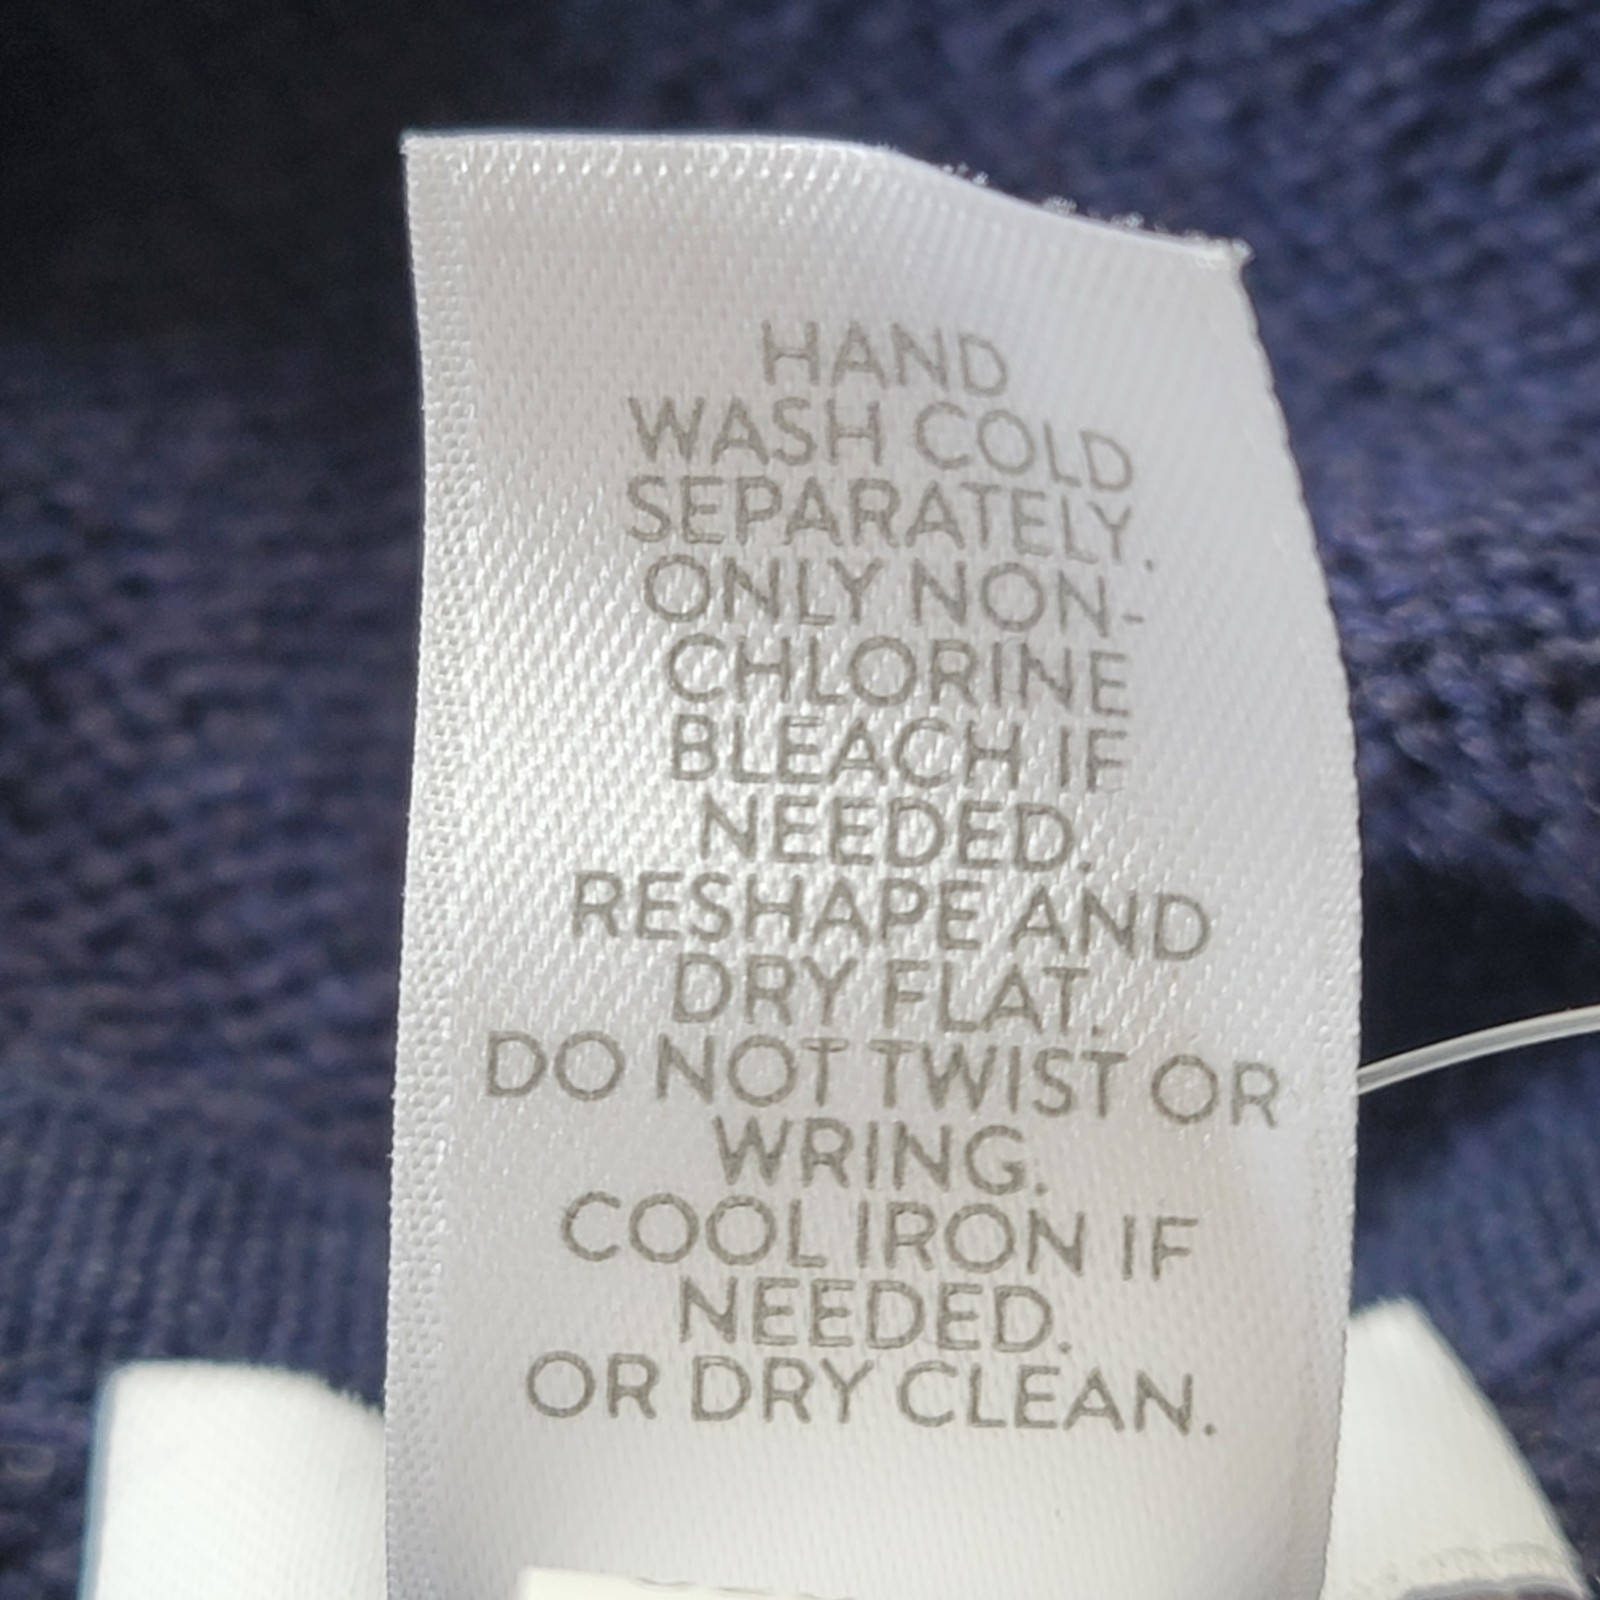 HAND
WASH COLD
SEPARATELY.
ONLY NON-
CHLORINE
BLEACH IF
NEEDED.
RESHAPE AND
DRY FLAT.
DO NOT TWIST OR
WRING.
COOL IRON IF
NEEDED.
OR DRY CLEAN.